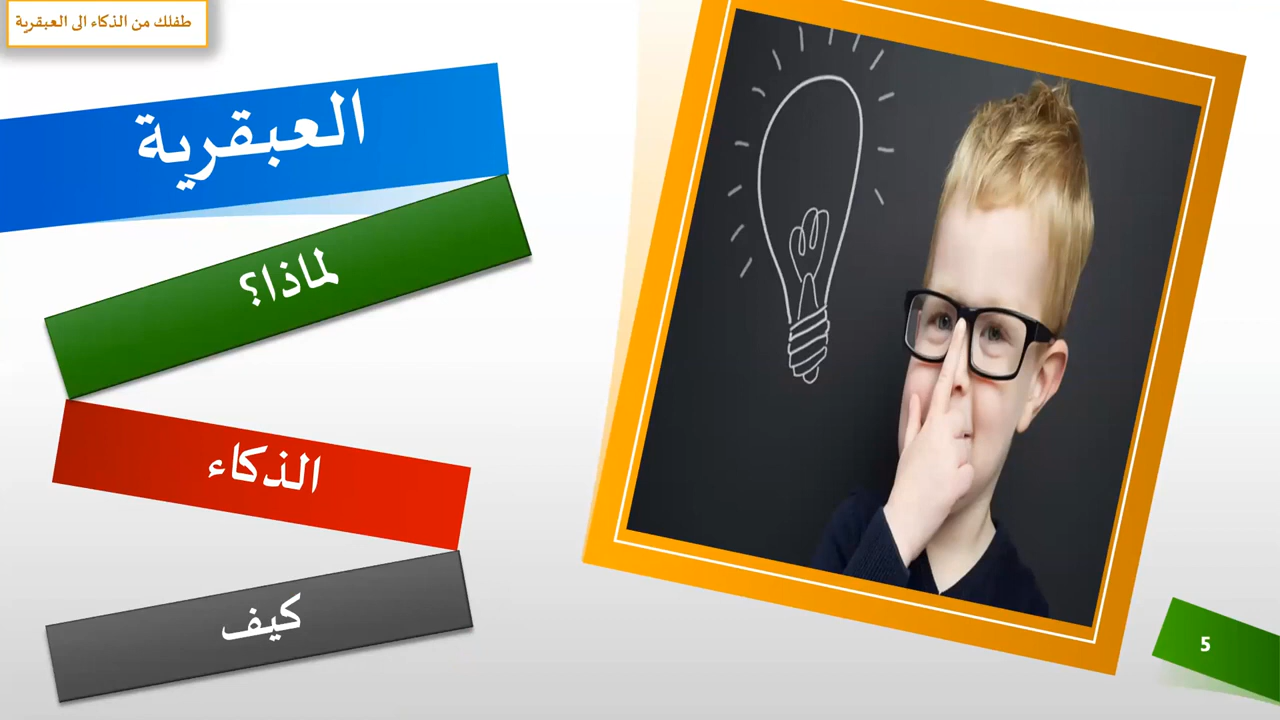 طفلك من الذكاء الى العبقرية
العبقرية
لماذا؟
الذكاء
كيف
5